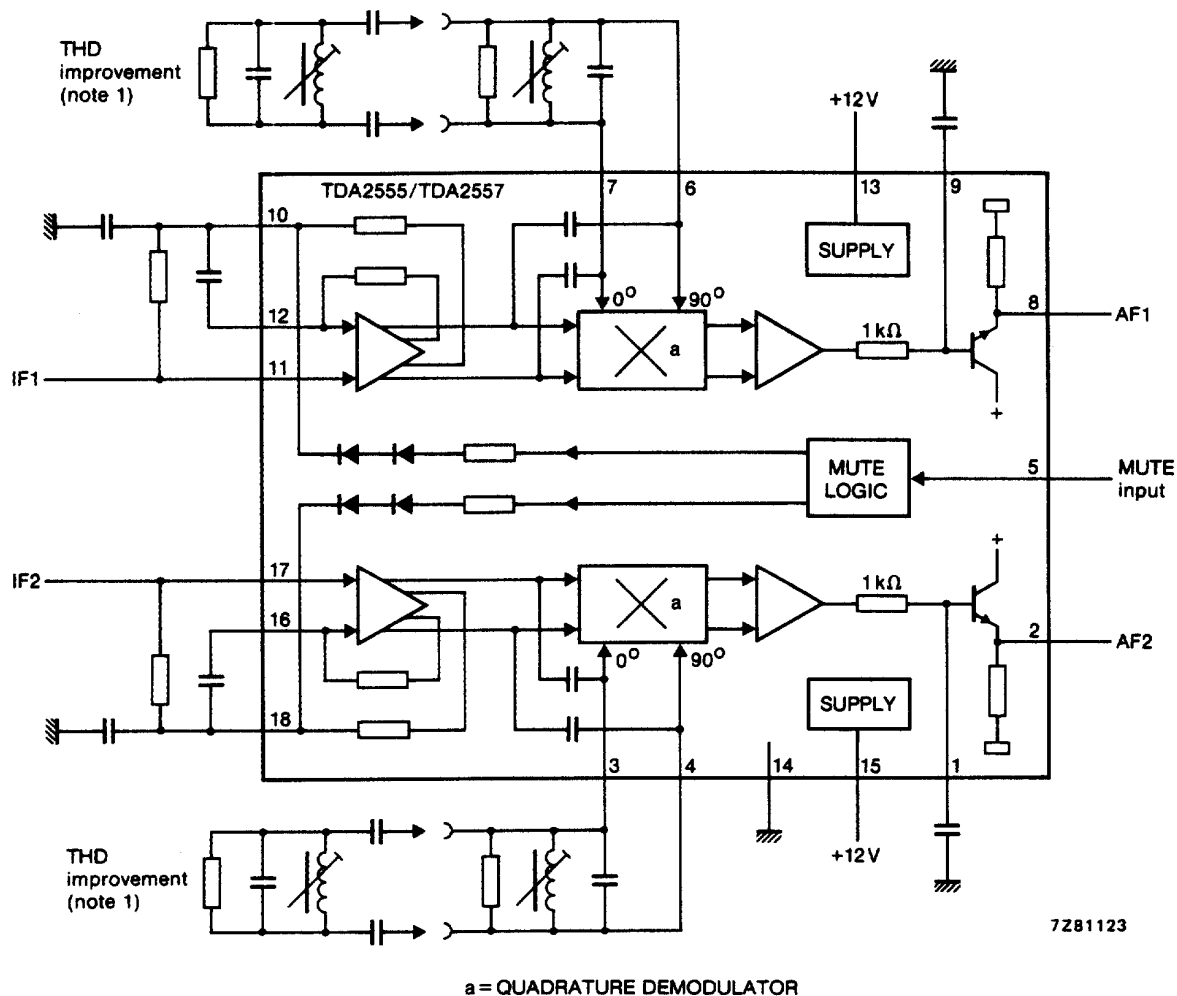 THD
improvement
(note 1)
+12V
TDA2555/TDA2557
7
6
13
9
10
SUPPLY
12
0°
90°
8
AF1
1kΩ
a
IF1
11
+
MUTE
LOGIC
5
MUTE
input
IF2
17
+
1kΩ
a
16
2
AF2
0°
90°
SUPPLY
18
3
4
14
15
1
THD
improvement
(note 1)
+12V
7Z81123
a = QUADRATURE DEMODULATOR